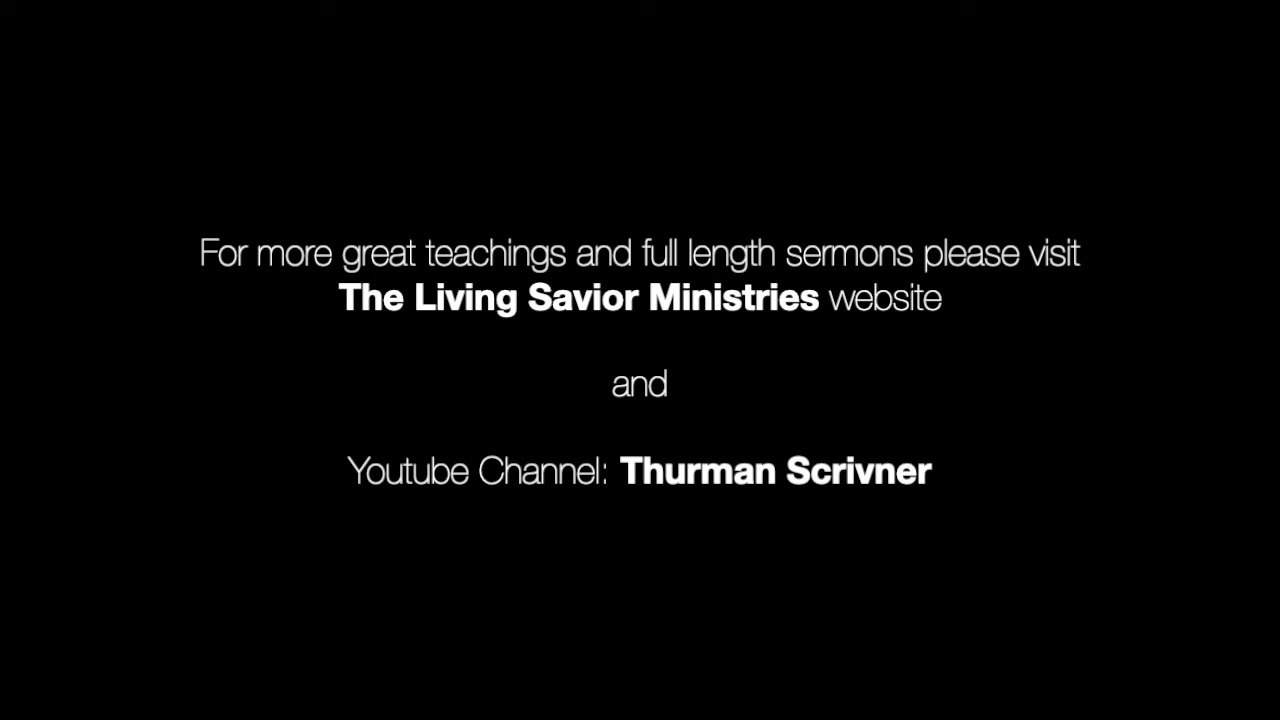 For more great teachings and full length sermons please visit
The Living Savior Ministries website
and
Youtube Channel: Thurman Scrivner